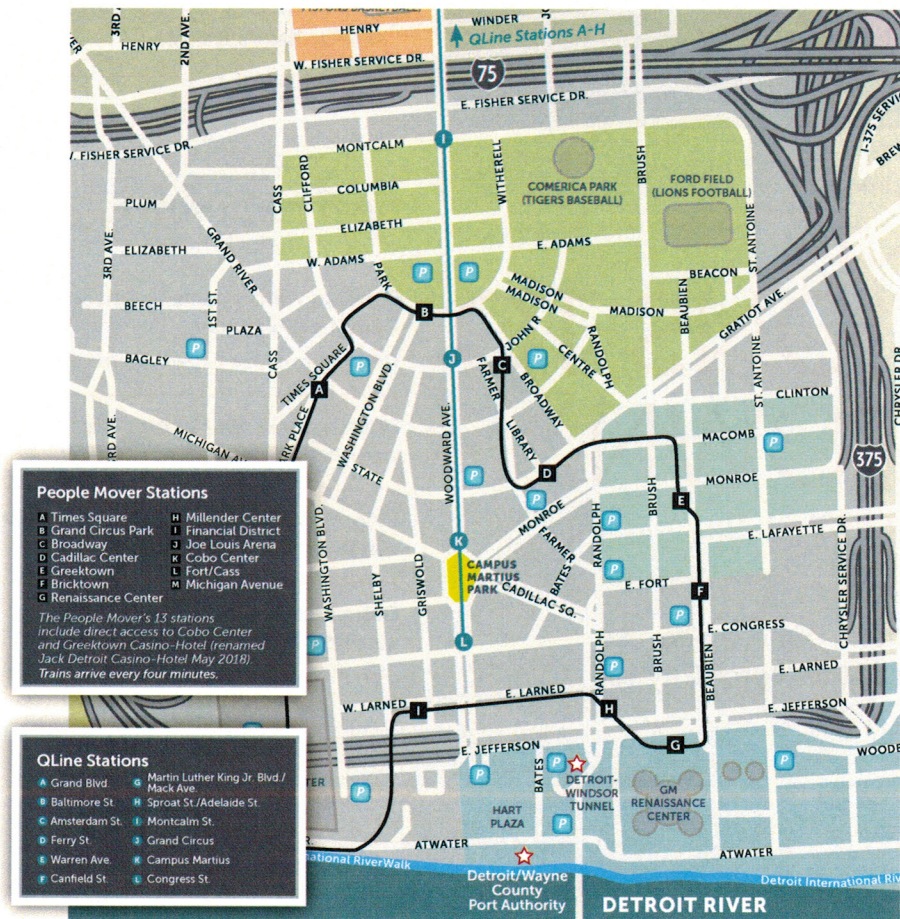 WINDER
HENRY
HENRY
3RD AVE.
2ND AVE.
QLine Stations A-H
W. FISHER SERVICE DR.
75
E. FISHER SERVICE DR.
I
MONTCALM
W. FISHER SERVICE DR.
I-375 SERVIC
BREW
CASS
CLIFFORD
COLUMBIA
WITHERELL
COMERICA PARK
(TIGERS BASEBALL)
BRUSH
FORD FIELD
(LIONS FOOTBALL)
PLUM
ELIZABETH
ELIZABETH
E. ADAMS
W. ADAMS
GRAND RIVER
3RD AVE.
ST. ANTOINE
PARK
P
P
MADISON
MADISON
BEACON
BEECH
1ST ST.
B
MADISON
BEAUBIEN
GRATIOT AVE.
PLAZA
JOHN R
BAGLEY
P
CASS
P
J
C
P
CENTRE
RANDOLPH
ST. ANTOINE
CHRYSLER DR.
TIMES SQUARE
A
WASHINGTON BLVD.
FARMER
BROADWAY
CLINTON
PARK PLACE
MICHIGAN AV
LIBRARY
MACOMB
P
375
STATE
WOODWARD AVE.
P
D
P
MONROE
MONROE
BRUSH
E
RANDOLPH
P
FARMER
BATES
E. LAFAYETTE
CHRYSLER SERVICE DR.
K
CAMPUS
MARTIUS
PARK
CADILLAC SQ.
P
E. FORT
F
WASHINGTON BLVD.
SHELBY
GRISWOLD
P
L
P
E. CONGRESS
RANDOLPH
P
BRUSH
BEAUBIEN
E. LARNED
W. LARNED
I
E. LARNED
H
E. JEFFERSON
G
E. JEFFERSON
P
BATES
P
DETROIT-
WINDSOR
TUNNEL
P
WOODB
P
HART
PLAZA
P
GM
RENAISSANCE
CENTER
ATWATER
ATWATER
Detroit/Wayne
County
Port Authority
DETROIT RIVER
national RiverWalk
Detroit International Riv
People Mover Stations
A Times Square
B Grand Circus Park
C Broadway
D Cadillac Center
E Greektown
F Bricktown
G Renaissance Center
H Millender Center
I Financial District
J Joe Louis Arena
K Cobo Center
L Fort/Cass
M Michigan Avenue
The People Mover's 13 stations
include direct access to Cobo Center
and Greektown Casino-Hotel (renamed
Jack Detroit Casino-Hotel May 2018).
Trains arrive every four minutes.
QLine Stations
A Grand Blvd.
B Baltimore St.
C Amsterdam St.
D Ferry St.
E Warren Ave.
F Canfield St.
G Martin Luther King Jr. Blvd./
Mack Ave.
H Sproat St./Adelaide St.
I Montcalm St.
J Grand Circus
K Campus Martius
L Congress St.